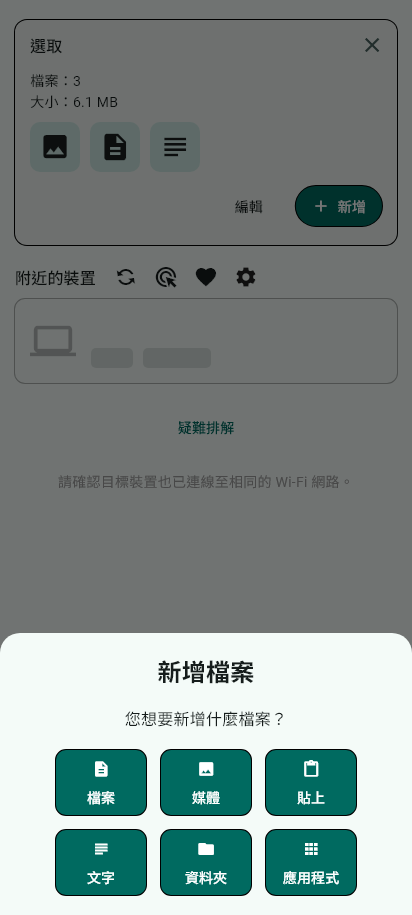 選取
檔案：3
大小：6.1 MB
編輯
新增
附近的裝置
疑難排解
請確認目標裝置也已連線至相同的 Wi-Fi 網路。
新增檔案
您想要新增什麼檔案？
檔案 媒體 貼上
文字 資料夾 應用程式